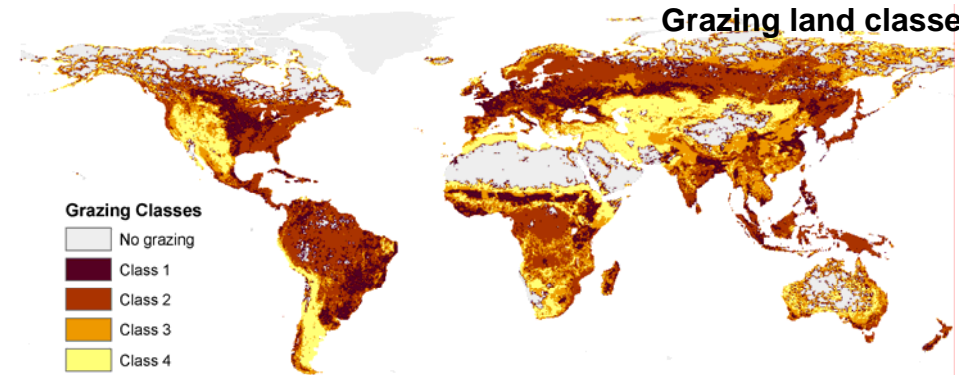 Grazing land classe
Grazing Classes
No grazing
Class 1
Class 2
Class 3
Class 4